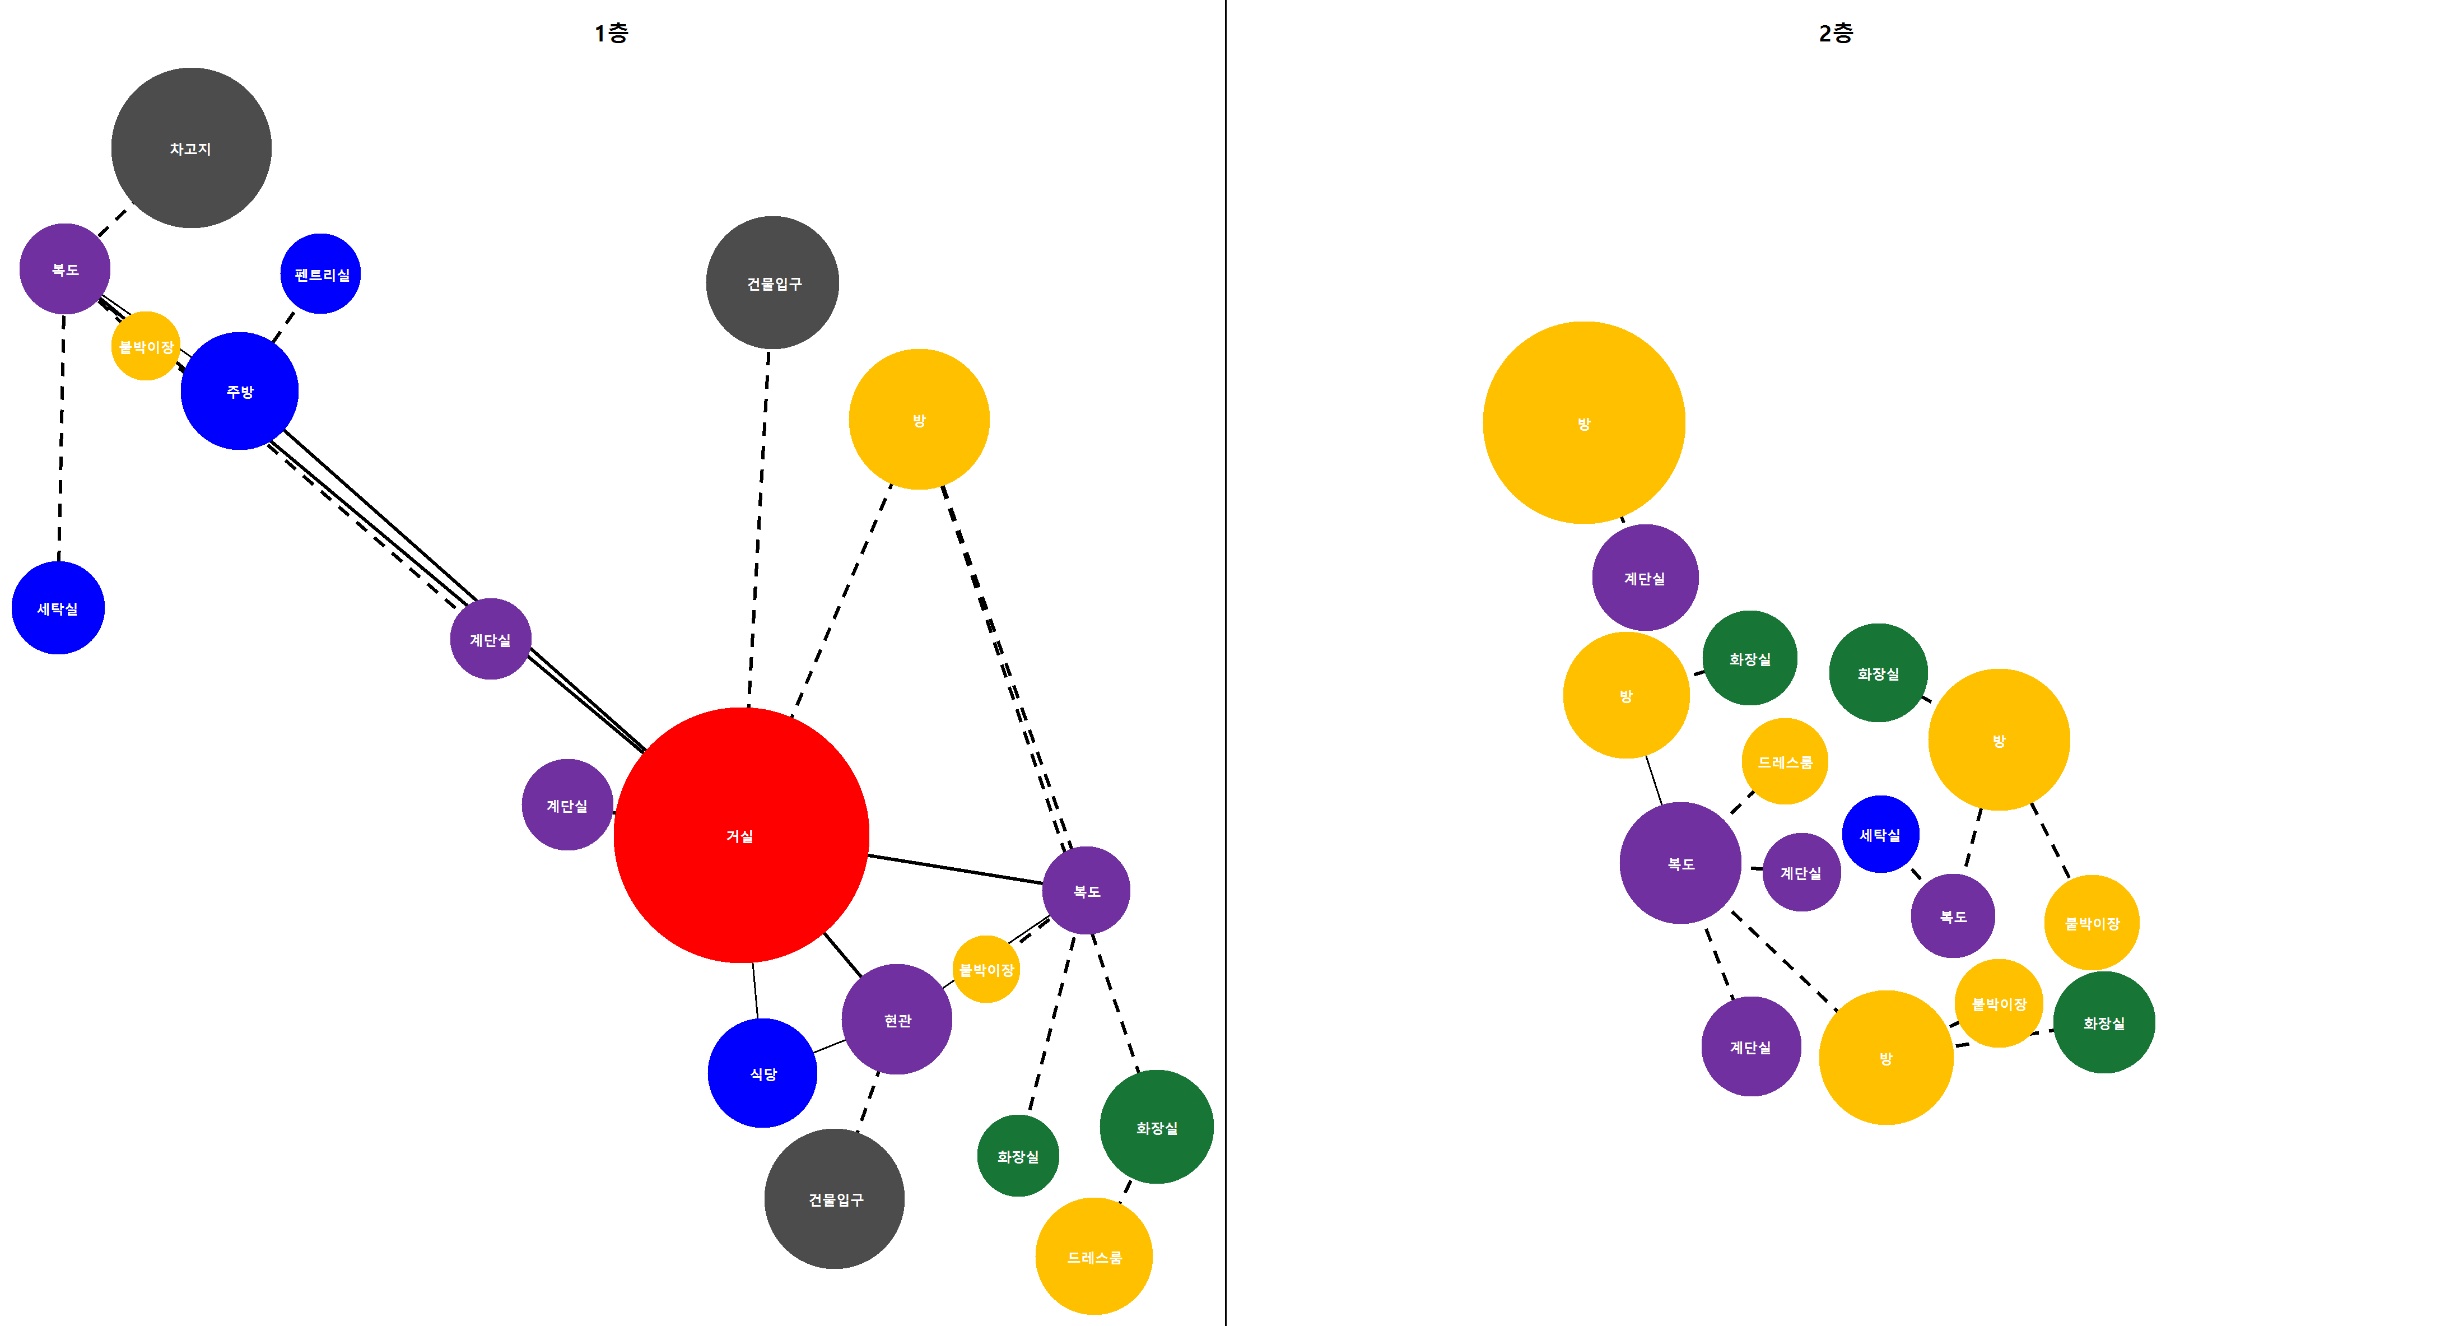 1층
차고지
복도
펜트리실
건물입구
붙박이장
주방
방
세탁실
계단실
계단실
거실
복도
붙박이장
현관
식당
화장실
화장실
건물입구
드레스룸
2층
방
계단실
화장실
화장실
방
방
드레스룸
세탁실
복도
계단실
복도
붙박이장
붙박이장
화장실
계단실
방